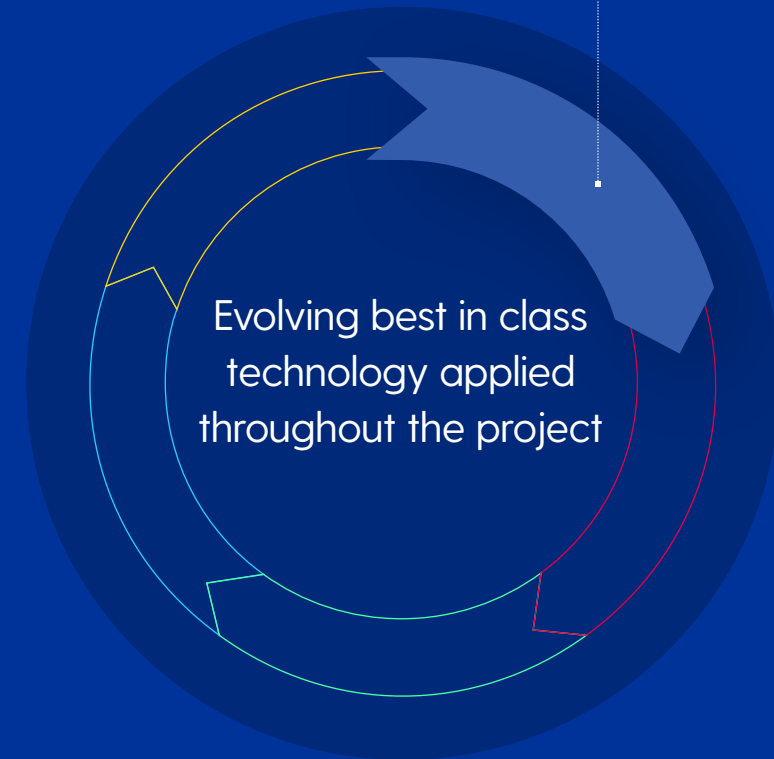 Evolving best in class
technology applied
throughout the project